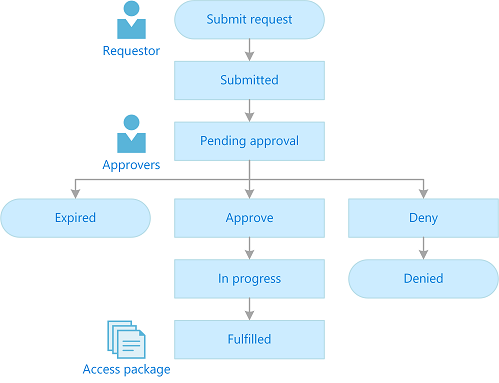 Submit request
Requestor
Submitted
Pending approval
Approvers
Expired
Approve
Deny
In progress
Denied
Fulfilled
Access package